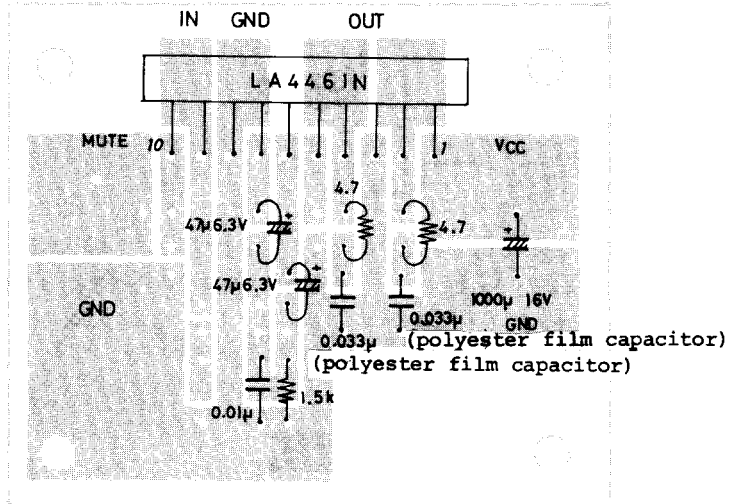 IN GND OUT
LA4461N
MUTE 10 1 VCC
4.7
47µ6.3V 4.7
47µ6.3V 1000µ 16V
GND
0.033µ GND
0.033µ (polyester film capacitor)
(polyester film capacitor)
0.01µ 1.5k